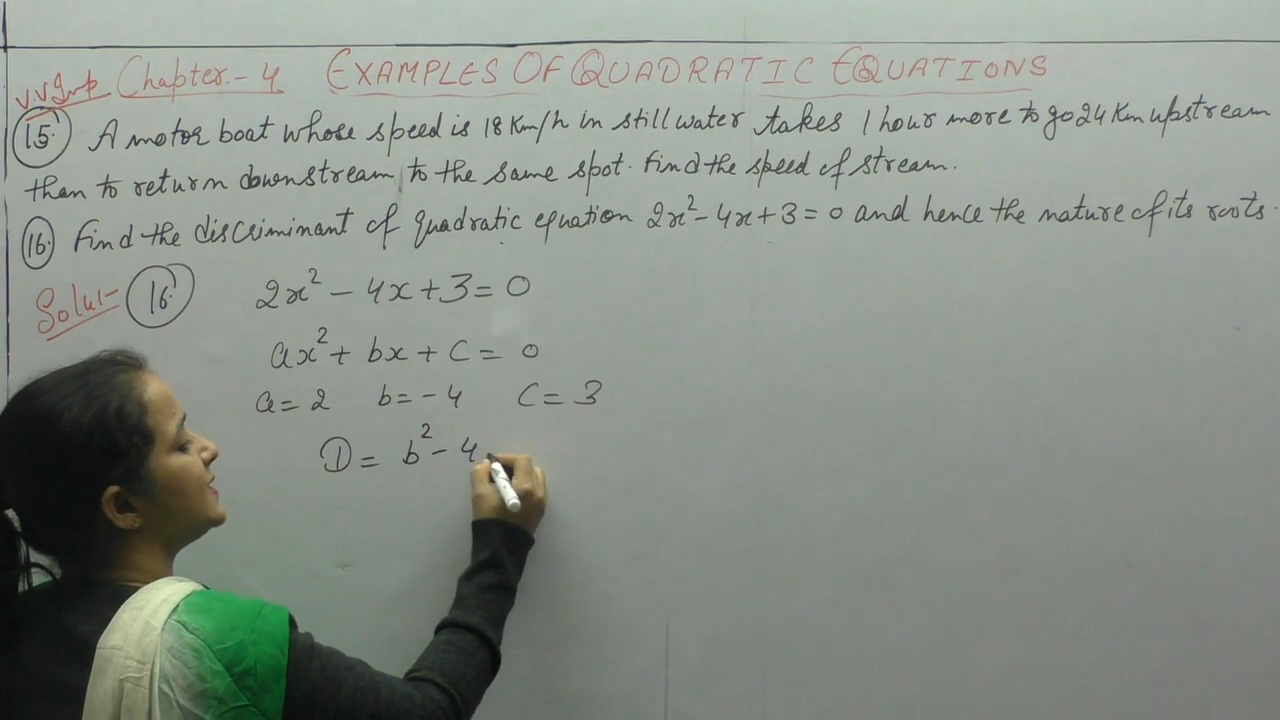 VV Imp Chapter-4 EXAMPLES OF QUADRATIC EQUATIONS
15. A motor boat whose speed is 18 Km/h in still water takes 1 hour more to go 24 Km upstream
than to return downstream to the same spot. Find the speed of stream.
16. Find the discriminant of quadratic equation 2x² - 4x + 3 = 0 and hence the nature of its roots.
Solu:- 16. 2x² - 4x + 3 = 0
ax² + bx + c = 0
a = 2 b = -4 c = 3
D = b² - 4